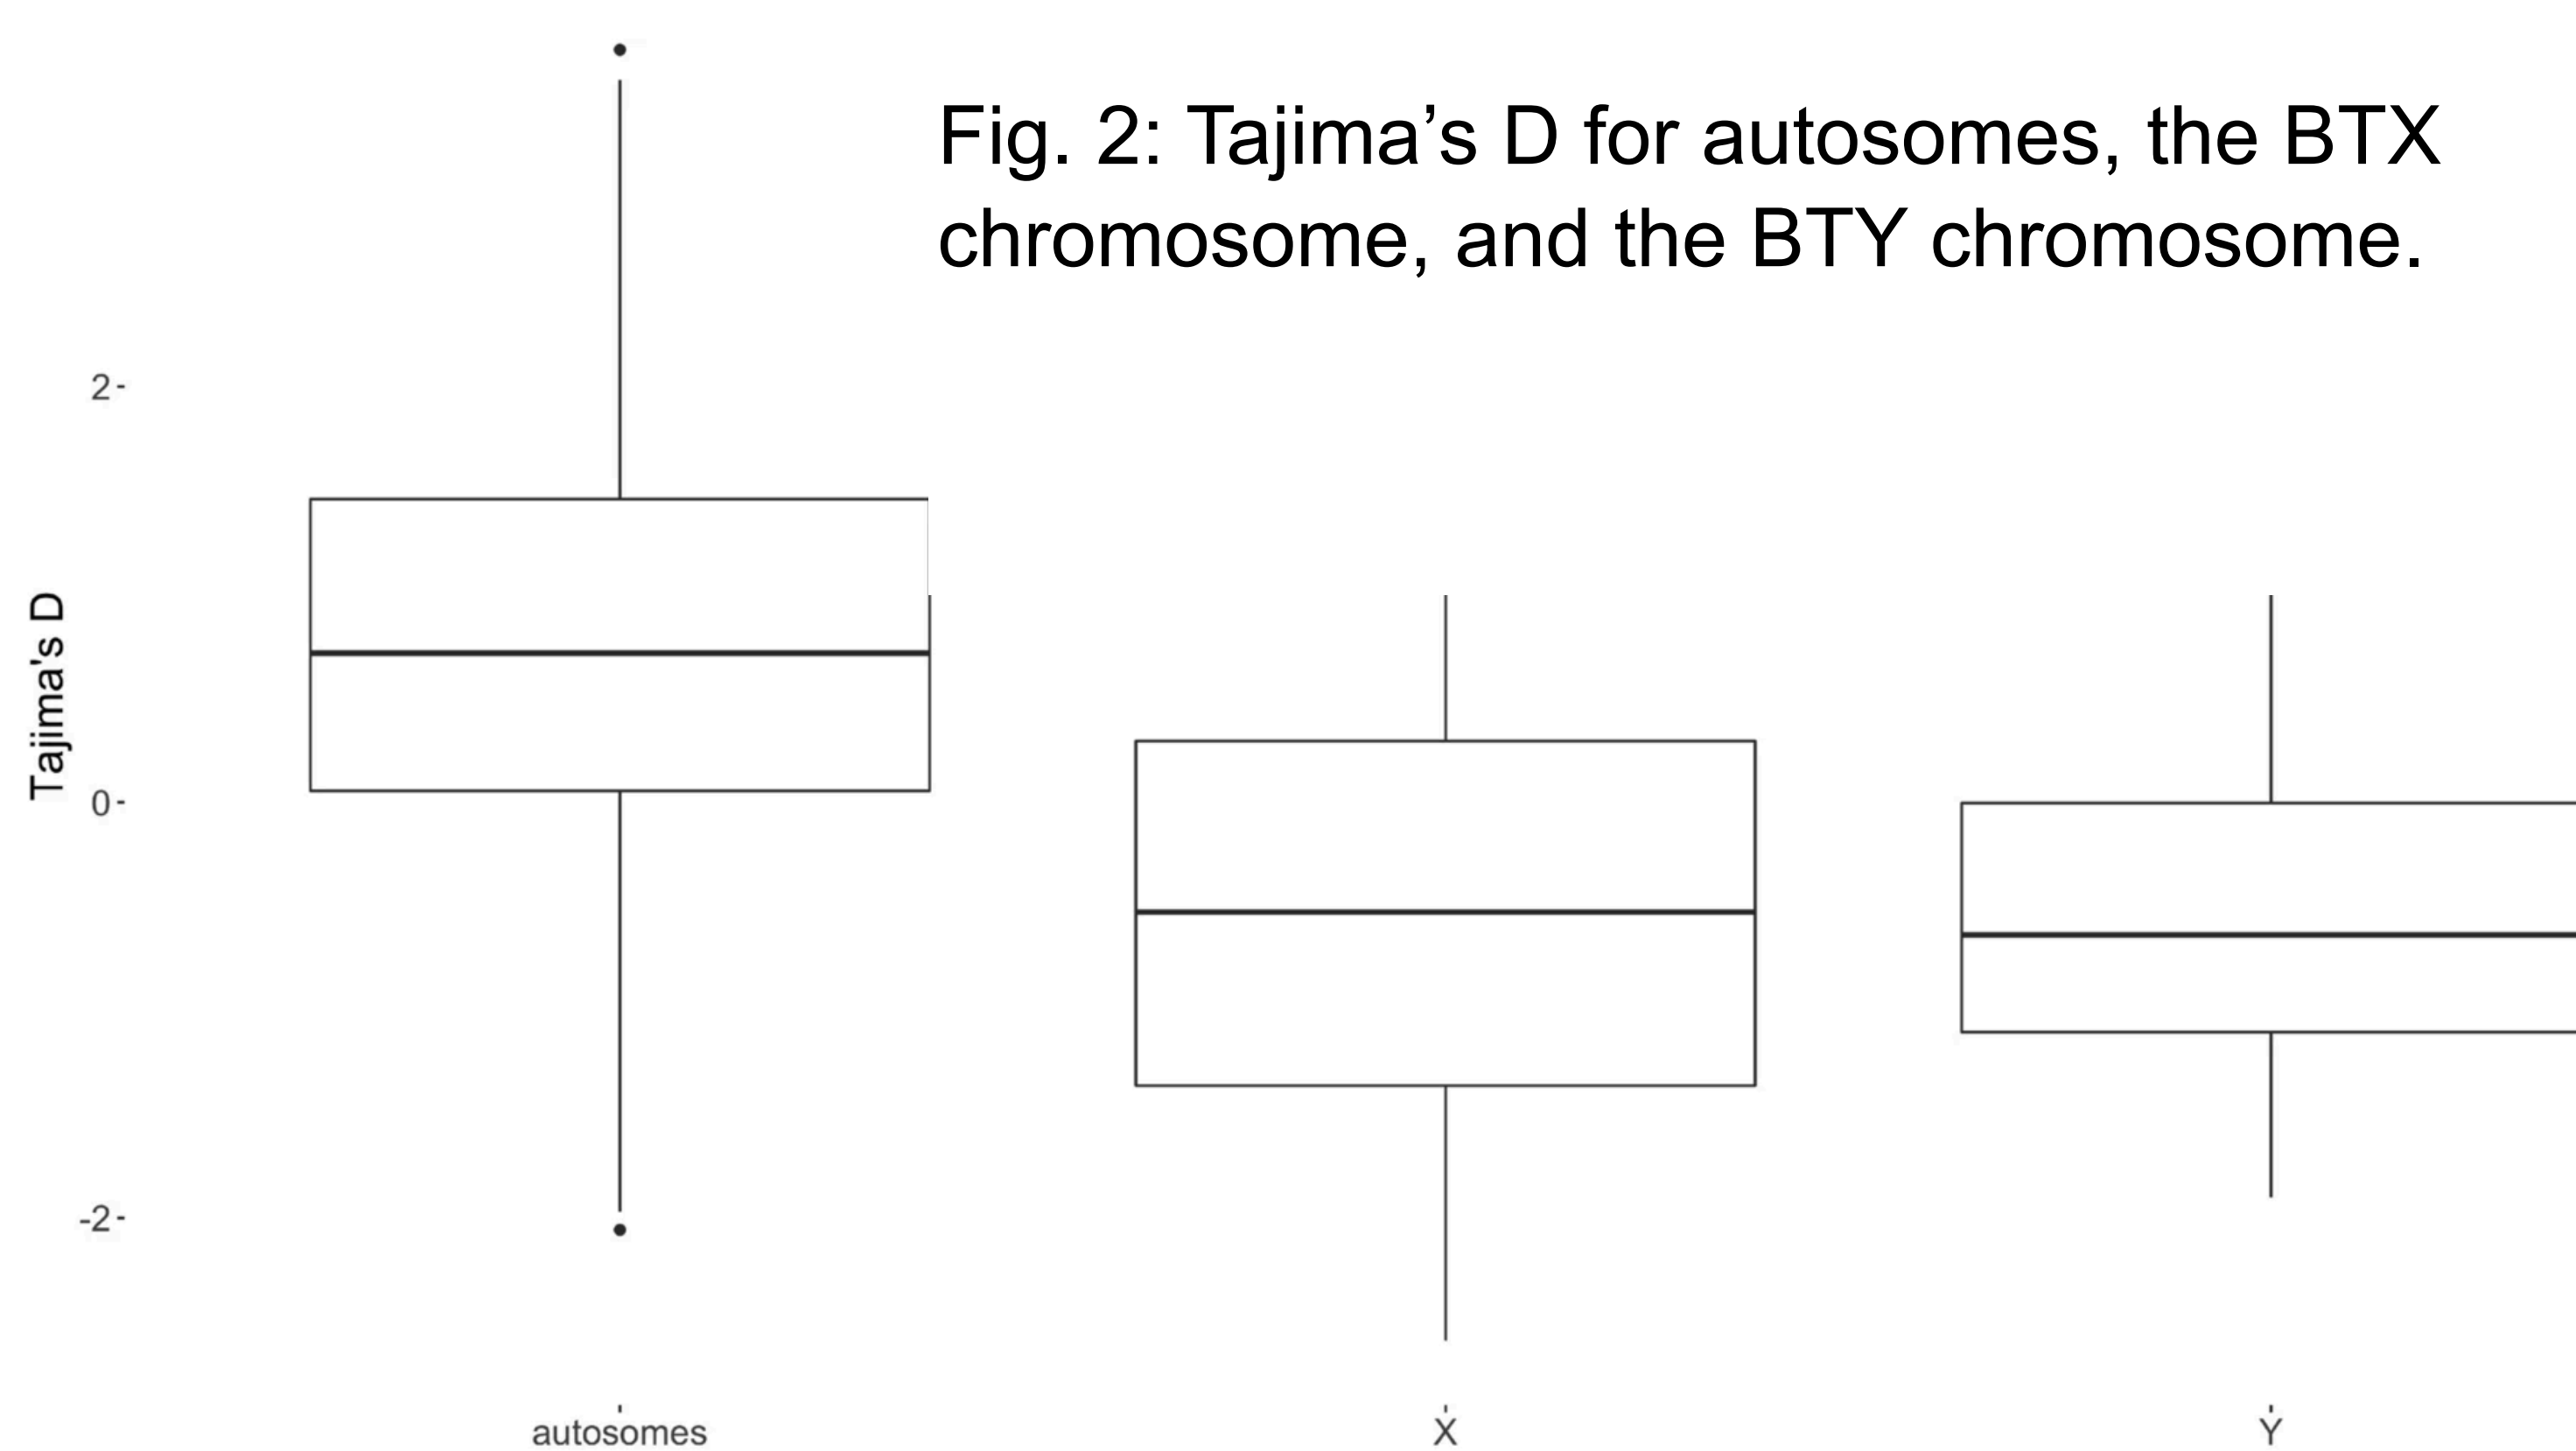 Fig. 2: Tajima’s D for autosomes, the BTX
chromosome, and the BTY chromosome.
Tajima's D
2
0
-2
autosomes
X
Y